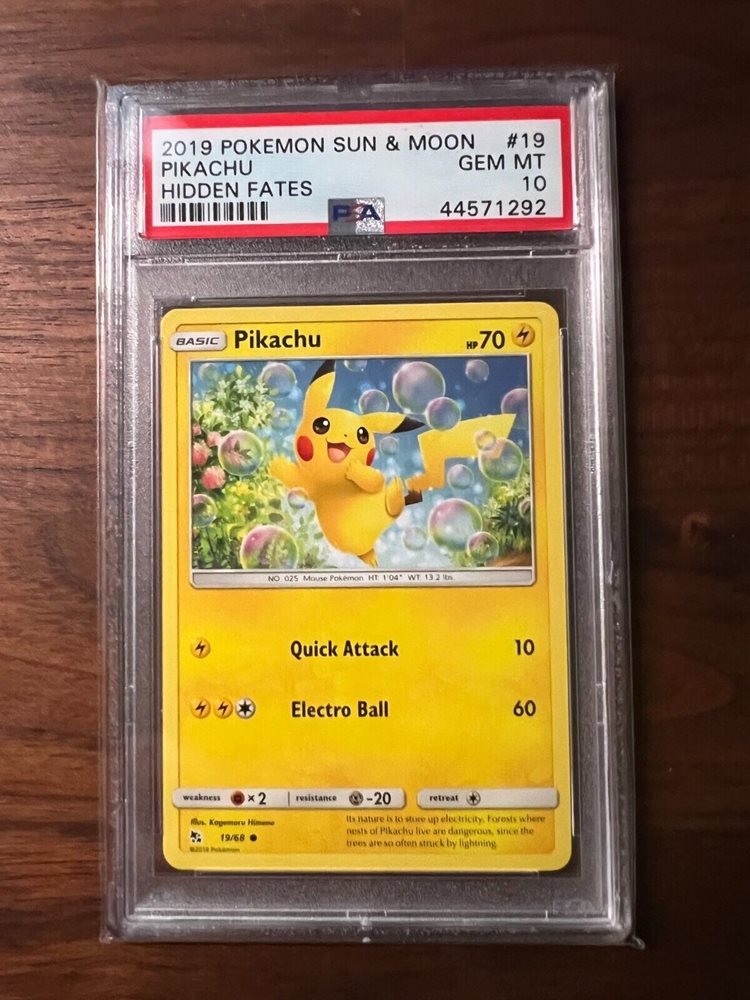 2019 POKEMON SUN & MOON #19
PIKACHU GEM MT
HIDDEN FATES 10
PSA 44571292
BASIC Pikachu HP 70
NO. 025 Mouse Pokémon HT: 1'04" WT: 13.2 lbs.
Quick Attack 10
Electro Ball 60
weakness ×2 resistance -20 retreat
Illus. Kagemaru Himeno
19/68
©2019 Pokémon
Its nature is to store up electricity. Forests where
nests of Pikachu live are dangerous, since the
trees are so often struck by lightning.